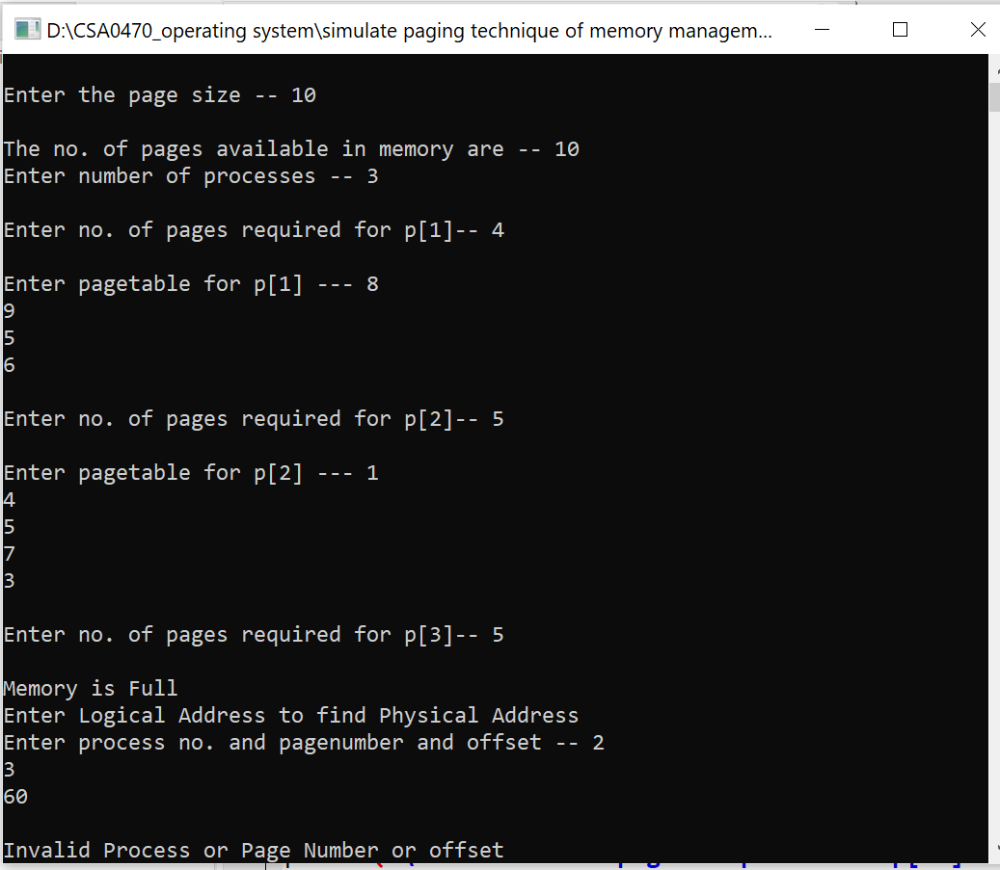 D:\CSA0470_operating system\simulate paging technique of memory managem...
Enter the page size -- 10
The no. of pages available in memory are -- 10
Enter number of processes -- 3
Enter no. of pages required for p[1]-- 4
Enter pagetable for p[1] --- 8
9
5
6
Enter no. of pages required for p[2]-- 5
Enter pagetable for p[2] --- 1
4
5
7
3
Enter no. of pages required for p[3]-- 5
Memory is Full
Enter Logical Address to find Physical Address
Enter process no. and pagenumber and offset -- 2
3
60
Invalid Process or Page Number or offset